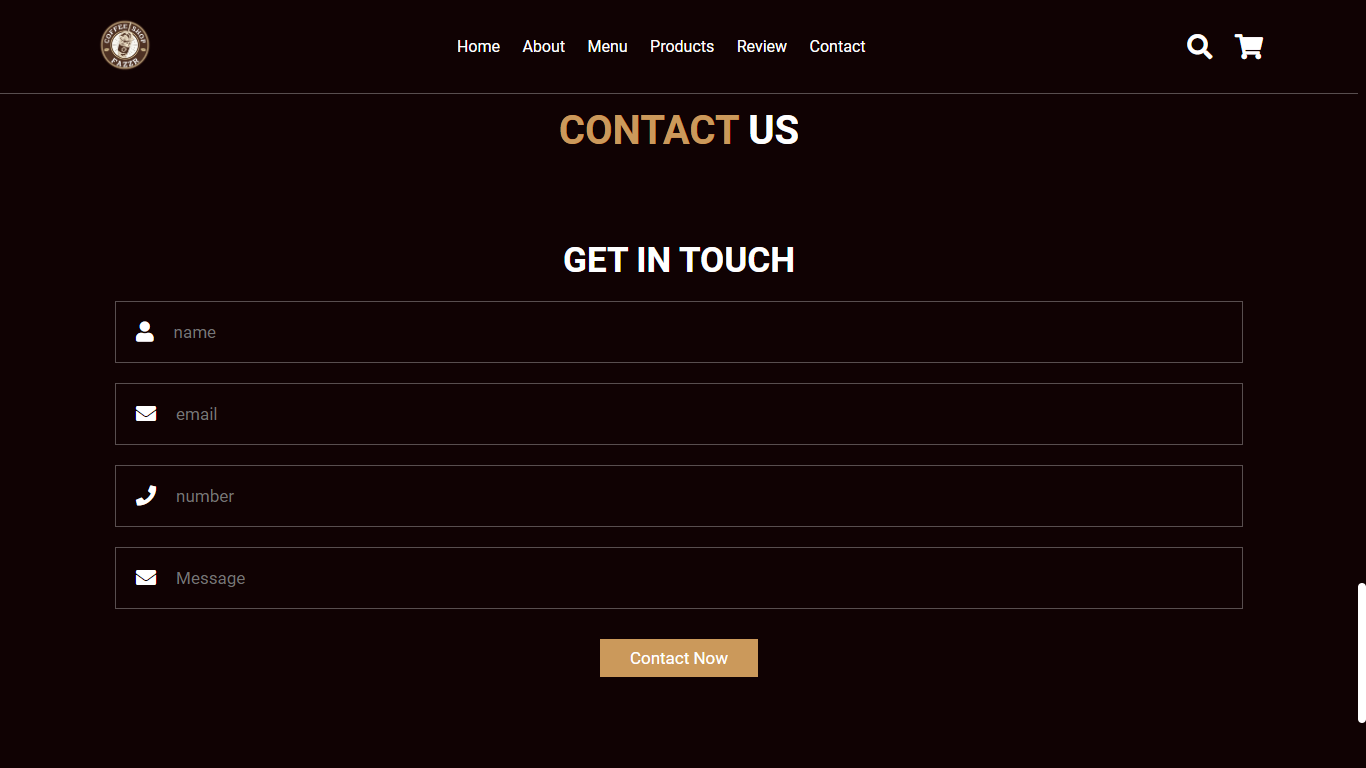 COFFEE SHOP
FAZER
Home About Menu Products Review Contact
CONTACT US
GET IN TOUCH
name
email
number
Message
Contact Now